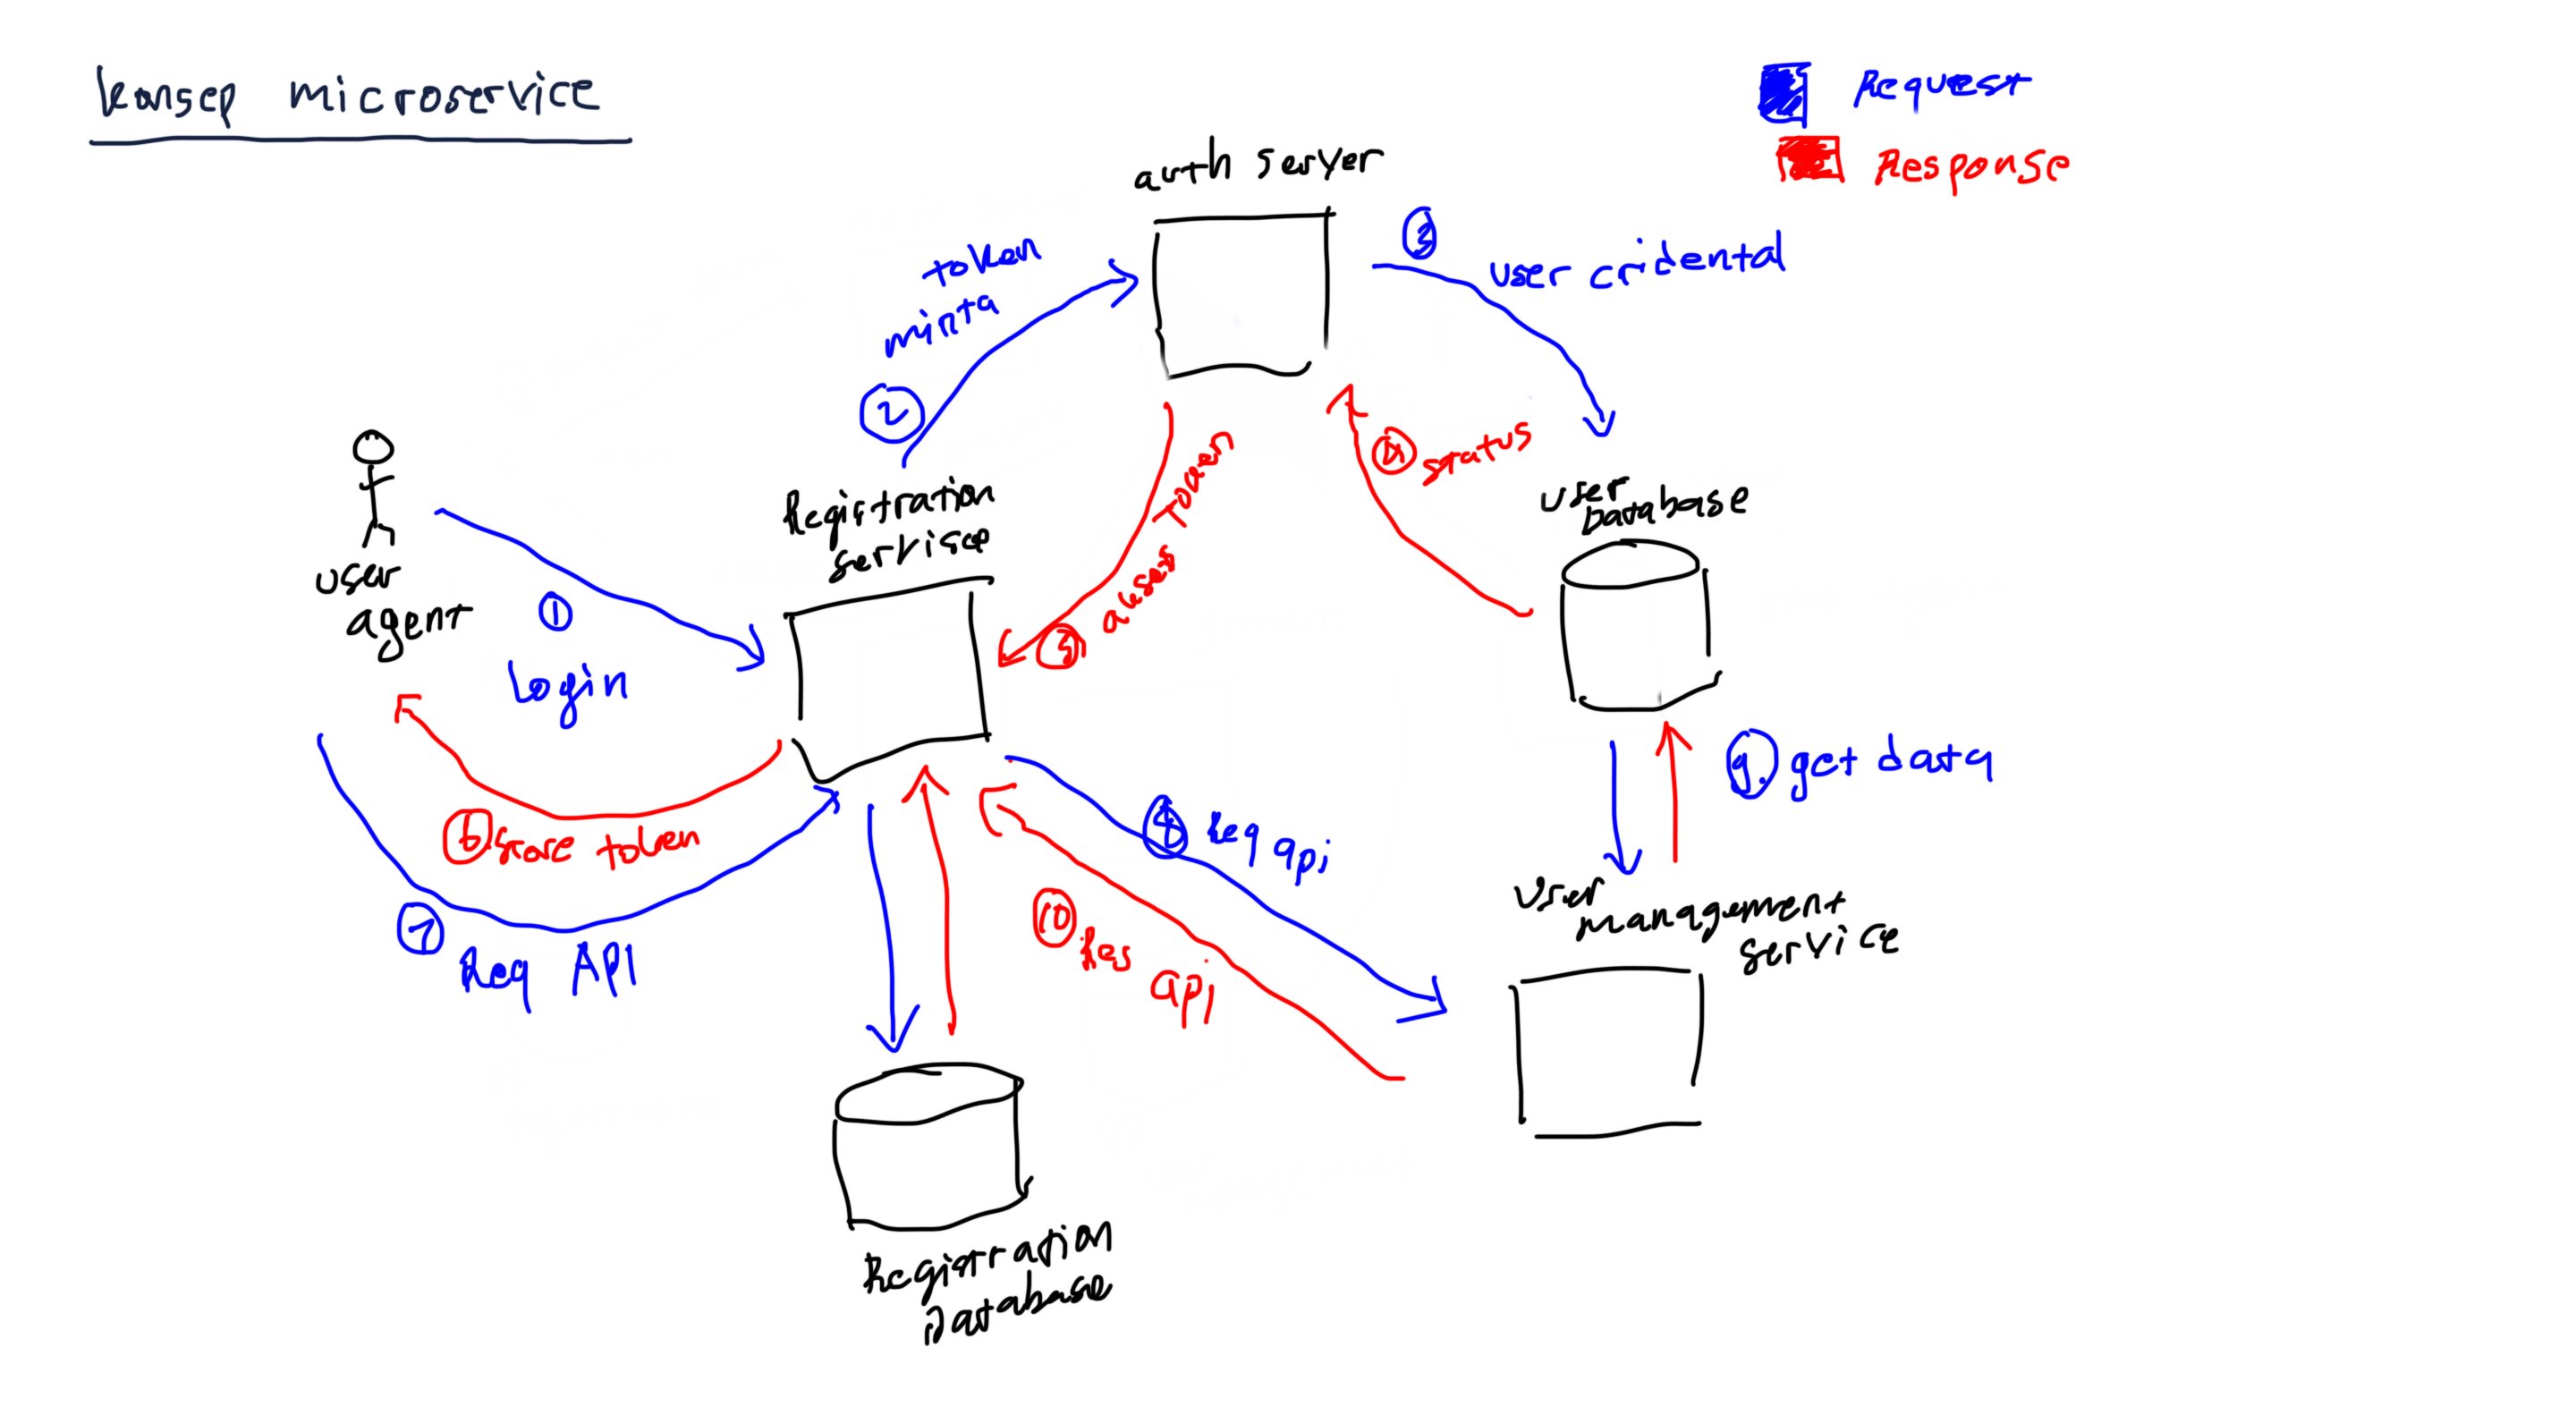 konsep microservice
Request
Response
auth server
token
minta
2
3
user cridental
4 status
user
Database
Registration
servisce
akses Token
5
user
agent
1
login
6 store token
7
Req API
8 Req api
9. get data
10
Res
api
user
management
service
Registration
Database